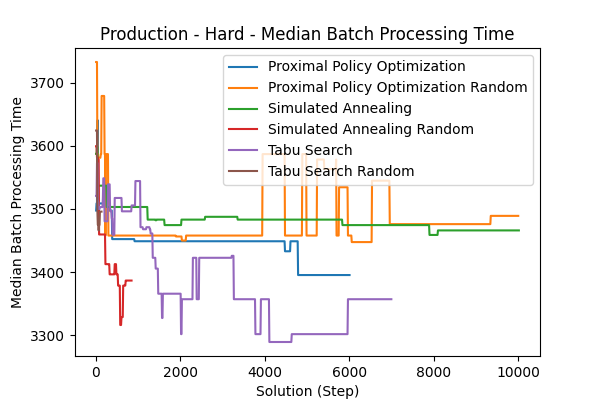 Production - Hard - Median Batch Processing Time
Proximal Policy Optimization
Proximal Policy Optimization Random
Simulated Annealing
Simulated Annealing Random
Tabu Search
Tabu Search Random
Median Batch Processing Time
3700
3600
3500
3400
3300
0
2000
4000
6000
8000
10000
Solution (Step)